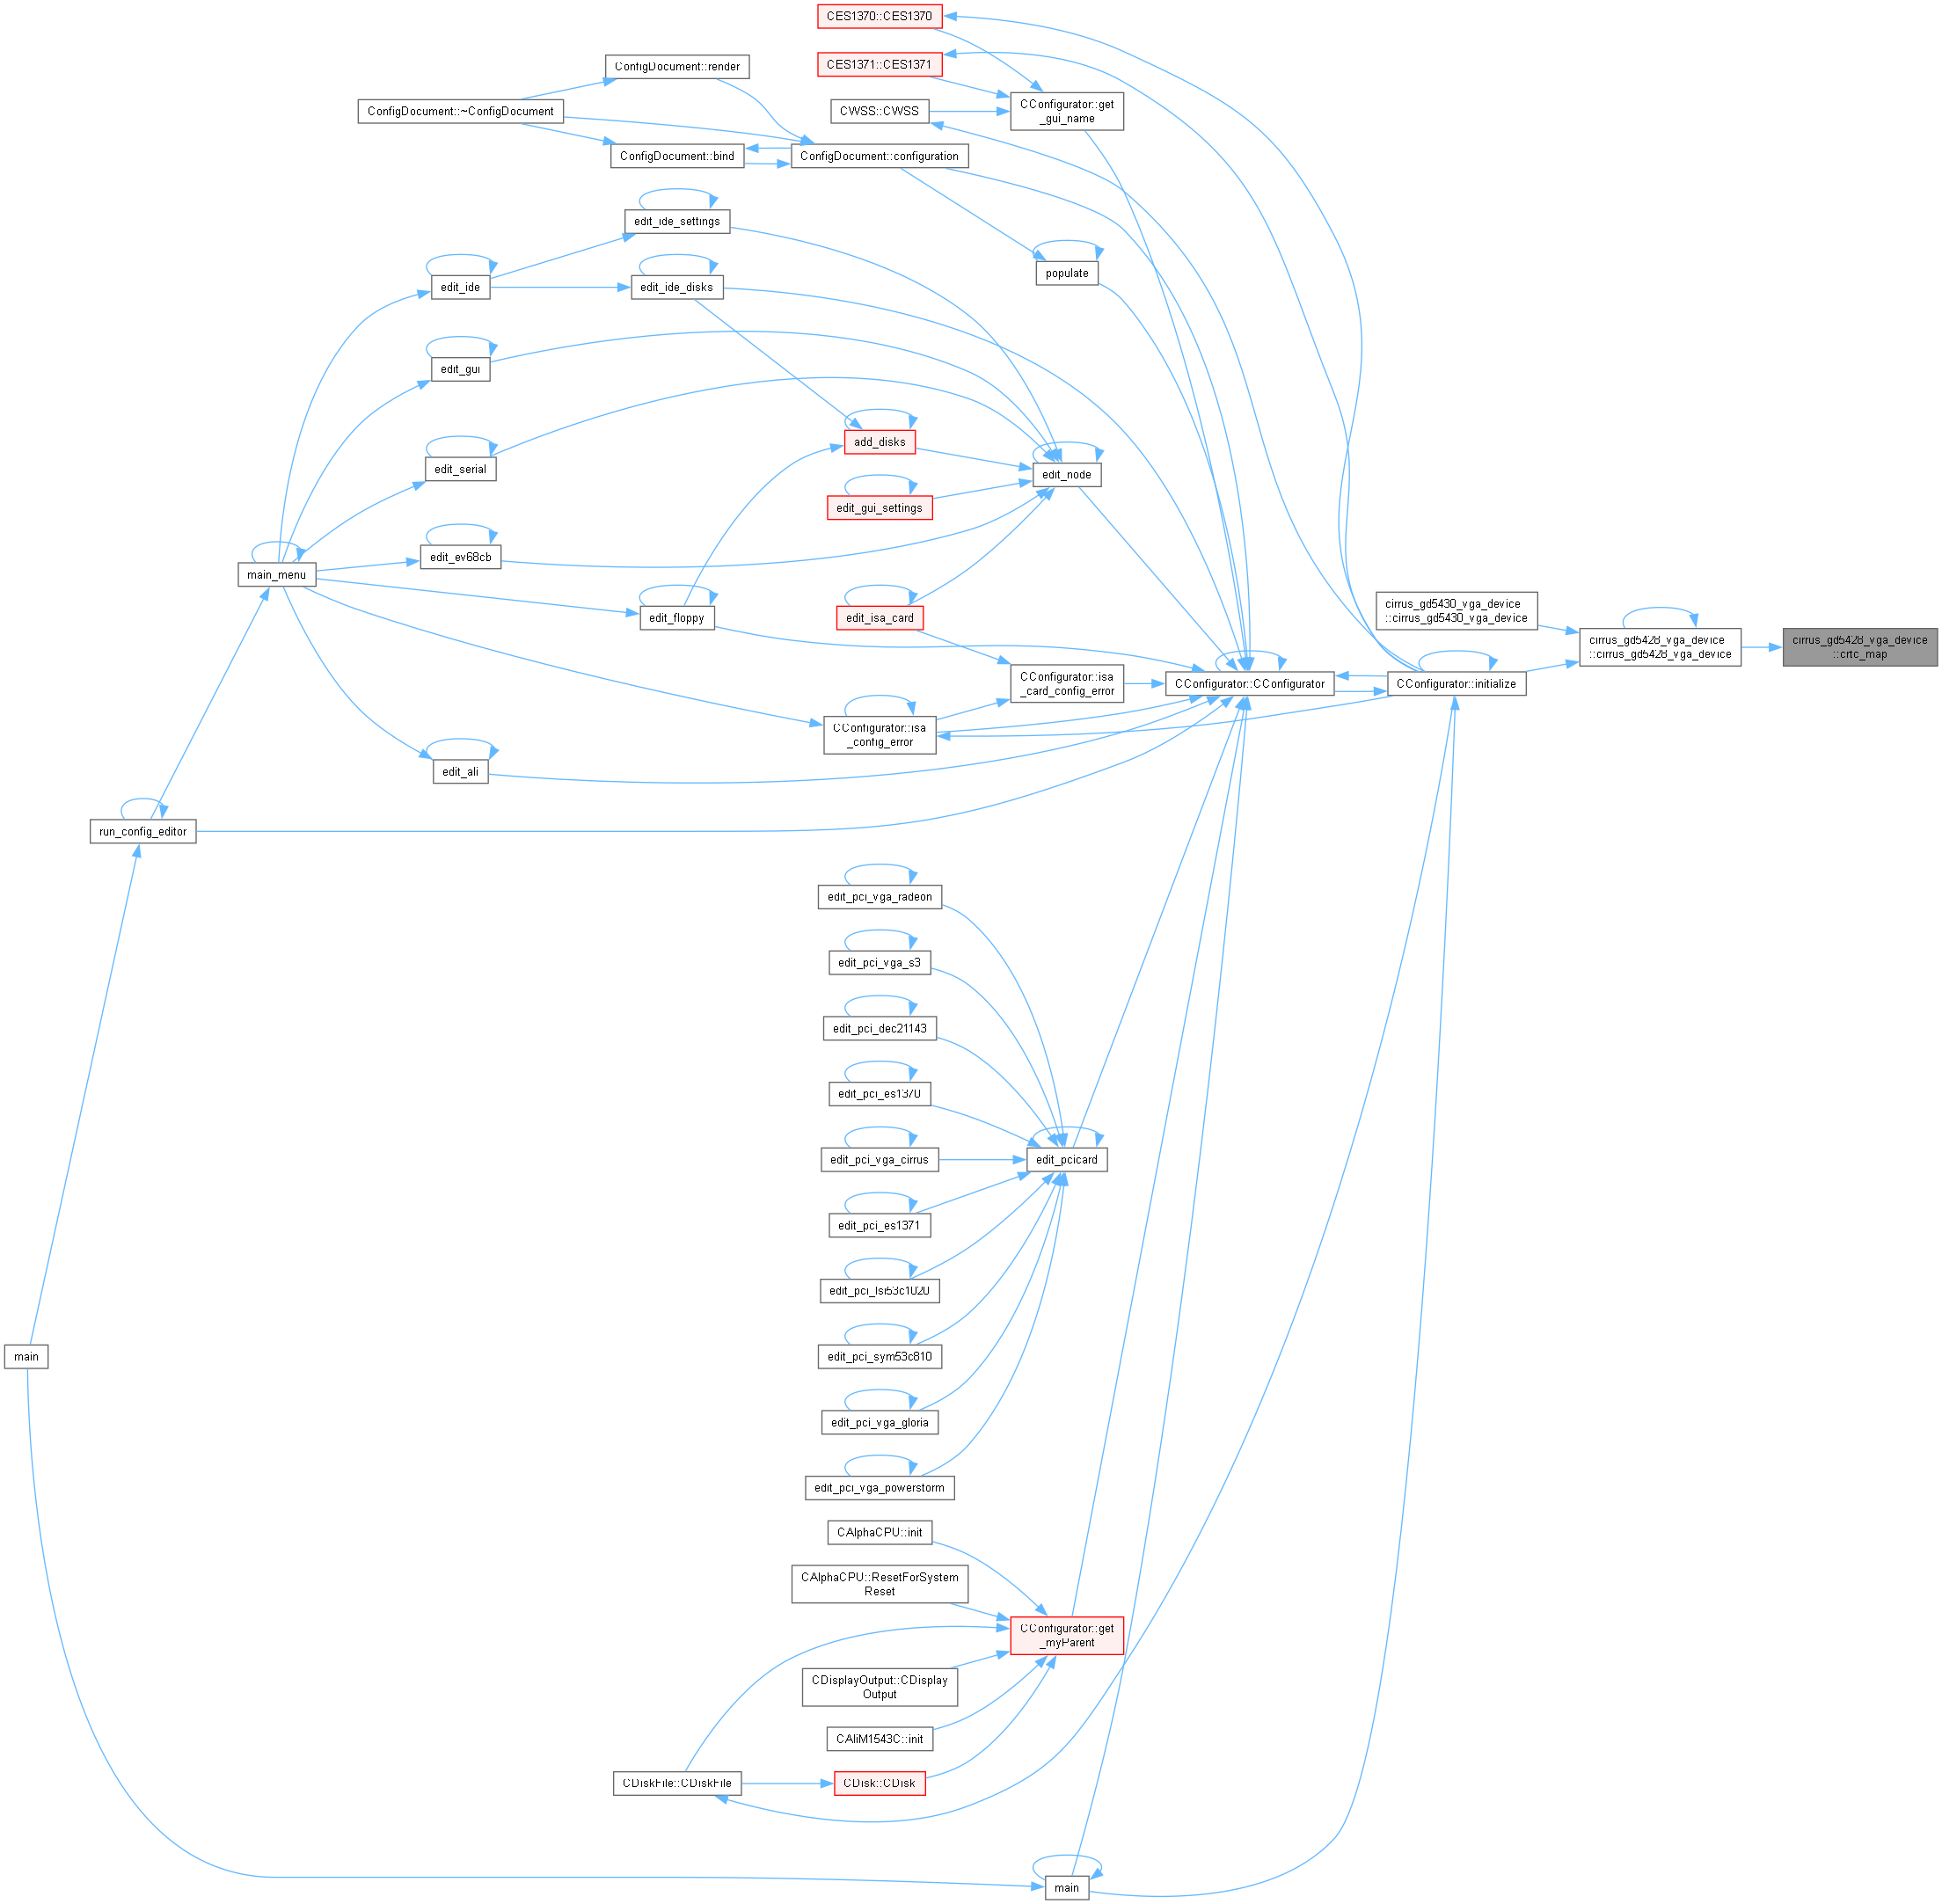 CES1370::CES1370
CES1371::CES1371
ConfigDocument::render
CConfigurator::get
_gui_name
ConfigDocument::~ConfigDocument
CWSS::CWSS
ConfigDocument::bind
ConfigDocument::configuration
edit_ide_settings
populate
edit_ide
edit_ide_disks
edit_gui
add_disks
edit_serial
edit_node
edit_gui_settings
edit_ev68cb
main_menu
edit_floppy
edit_isa_card
cirrus_gd5430_vga_device
::cirrus_gd5430_vga_device
cirrus_gd5428_vga_device
::cirrus_gd5428_vga_device
cirrus_gd5428_vga_device
::crtc_map
CConfigurator::isa
_card_config_error
CConfigurator::CConfigurator
CConfigurator::initialize
CConfigurator::isa
_config_error
edit_ali
run_config_editor
edit_pci_vga_radeon
edit_pci_vga_s3
edit_pci_dec21143
edit_pci_es1370
edit_pci_vga_cirrus
edit_pcicard
edit_pci_es1371
edit_pci_lsi53c1020
main
edit_pci_sym53c810
edit_pci_vga_gloria
edit_pci_vga_powerstorm
CAlphaCPU::init
CAlphaCPU::ResetForSystem
Reset
CConfigurator::get
_myParent
CDisplayOutput::CDisplay
Output
CAliM1543C::init
CDiskFile::CDiskFile
CDisk::CDisk
main